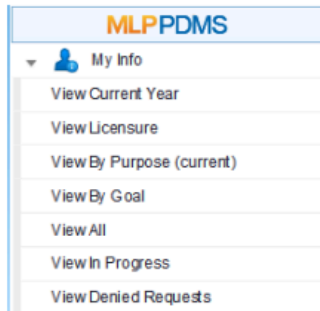 MLPPDMS
My Info
View Current Year
View Licensure
View By Purpose (current)
View By Goal
View All
View In Progress
View Denied Requests